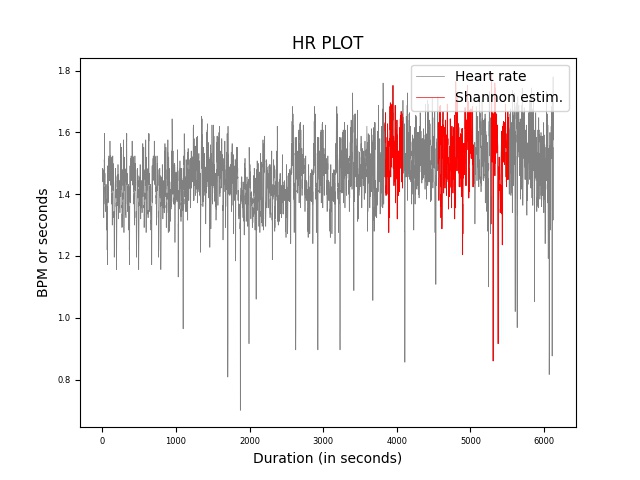 HR PLOT
Heart rate
Shannon estim.
1.8
1.6
1.4
1.2
1.0
0.8
BPM or seconds
0
1000
2000
3000
4000
5000
6000
Duration (in seconds)